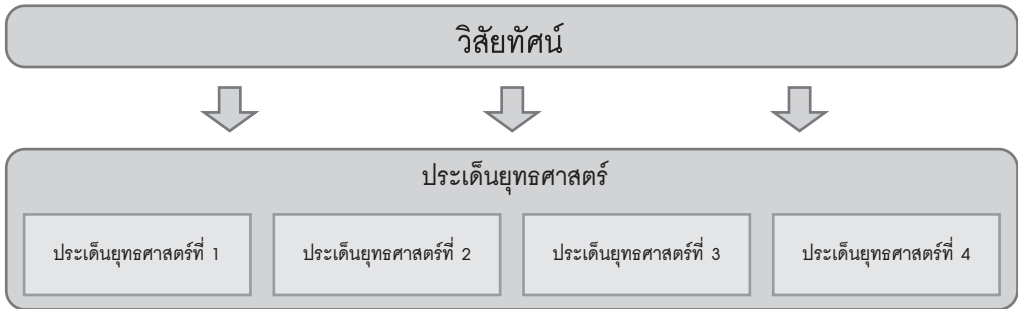 วิสัยทัศน์
ประเด็นยุทธศาสตร์
ประเด็นยุทธศาสตร์ที่ 1
ประเด็นยุทธศาสตร์ที่ 2
ประเด็นยุทธศาสตร์ที่ 3
ประเด็นยุทธศาสตร์ที่ 4